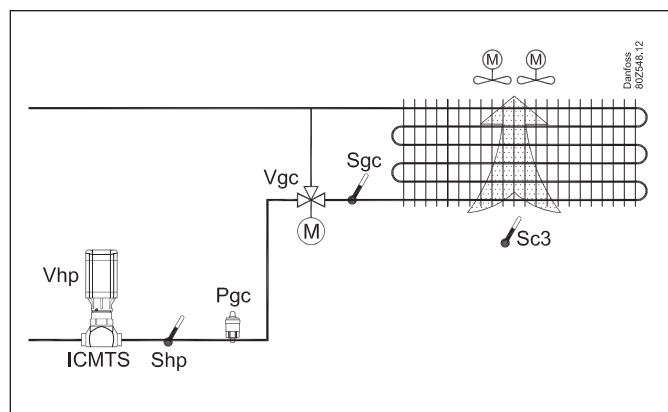 M M
Danfoss
80Z548.12
Vgc
Sgc
M
Sc3
Vhp
Pgc
ICMTS
Shp